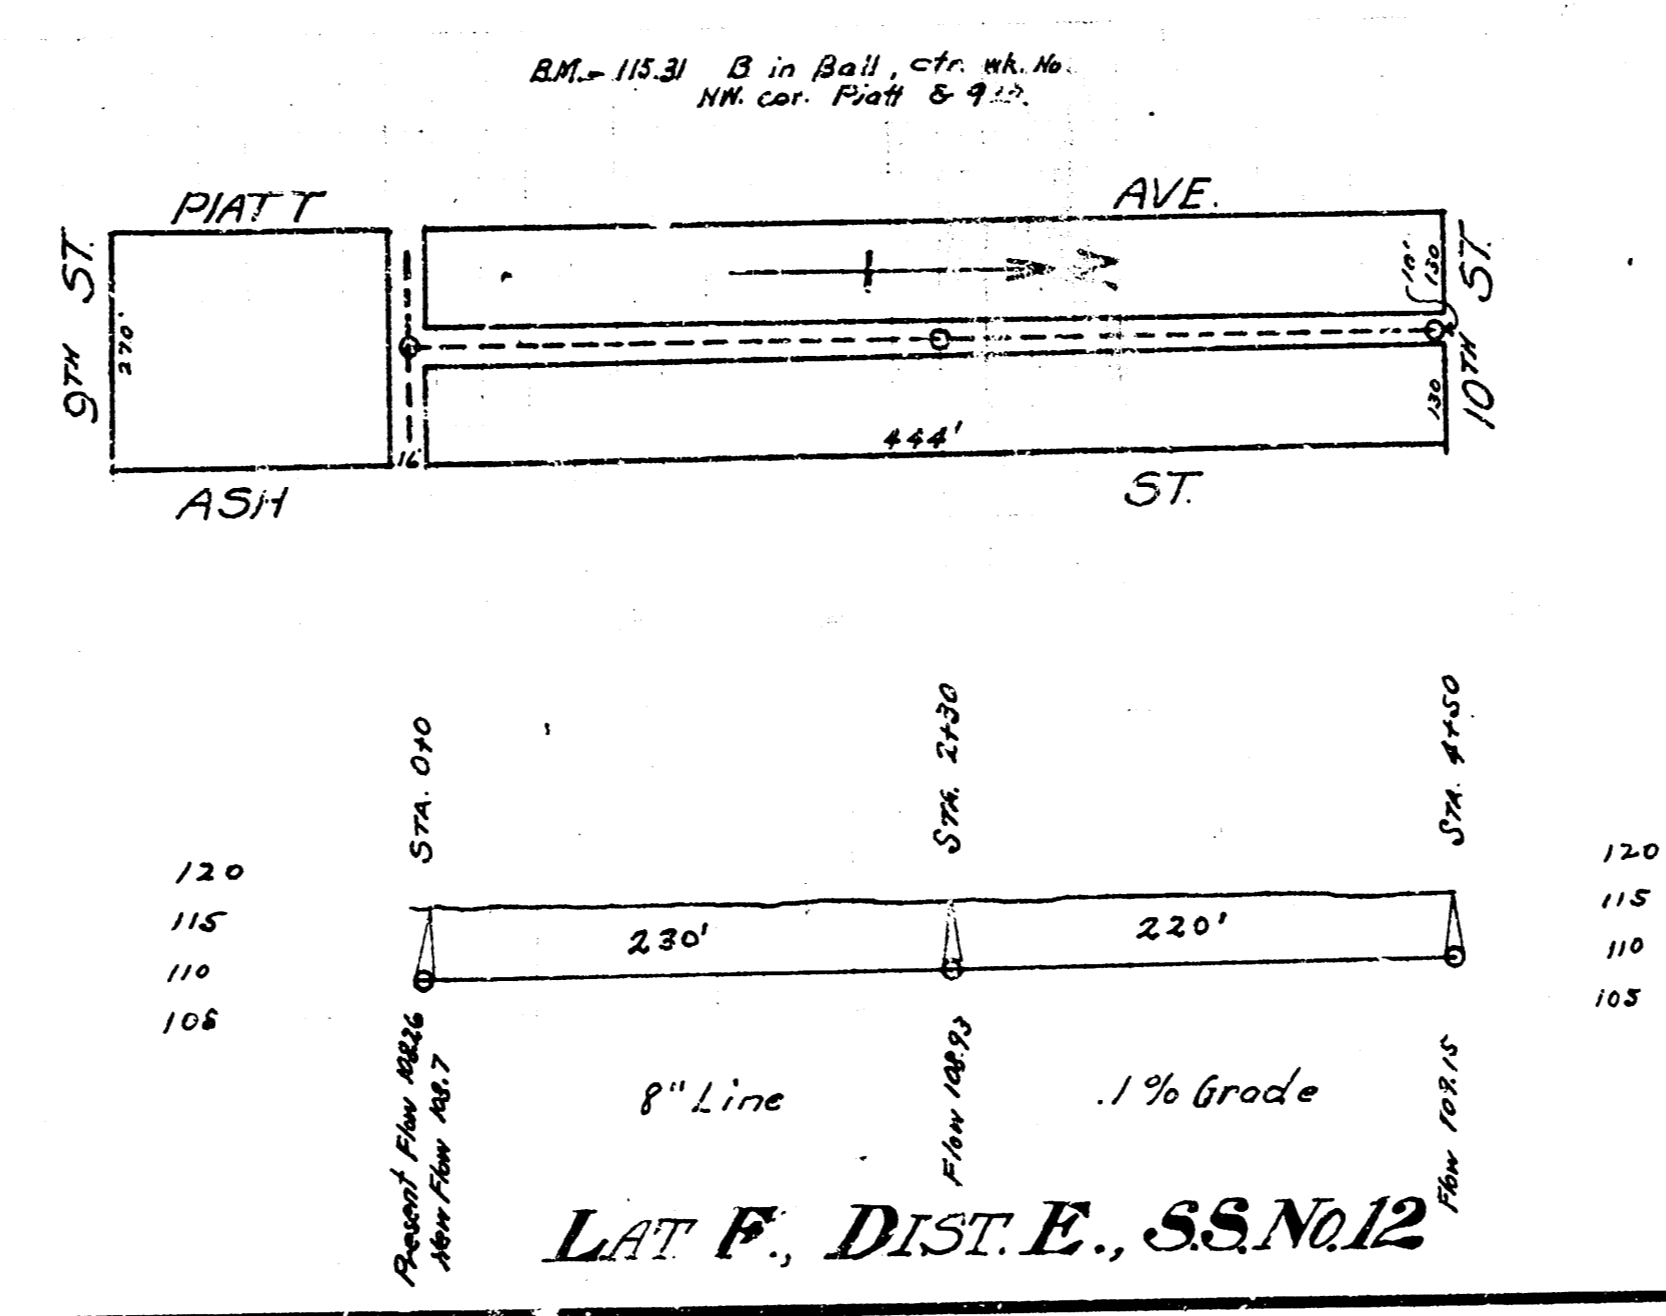 B.M. - 115.31 B in Ball, ctr. wk. No.
NW. cor. Piatt & 9th.
PIATT AVE.
9TH ST.
270'
10'
130
10TH ST.
130
444'
16
ASH ST.
STA. 0+0
STA. 2+30
STA. 4+50
120 120
115 115
230' 220'
110 110
105 105
Present Flow 108.26
New Flow 108.7
Flow 108.93
Flow 109.15
8" Line .1% Grade
LAT F., DIST. E., S.S. No. 12